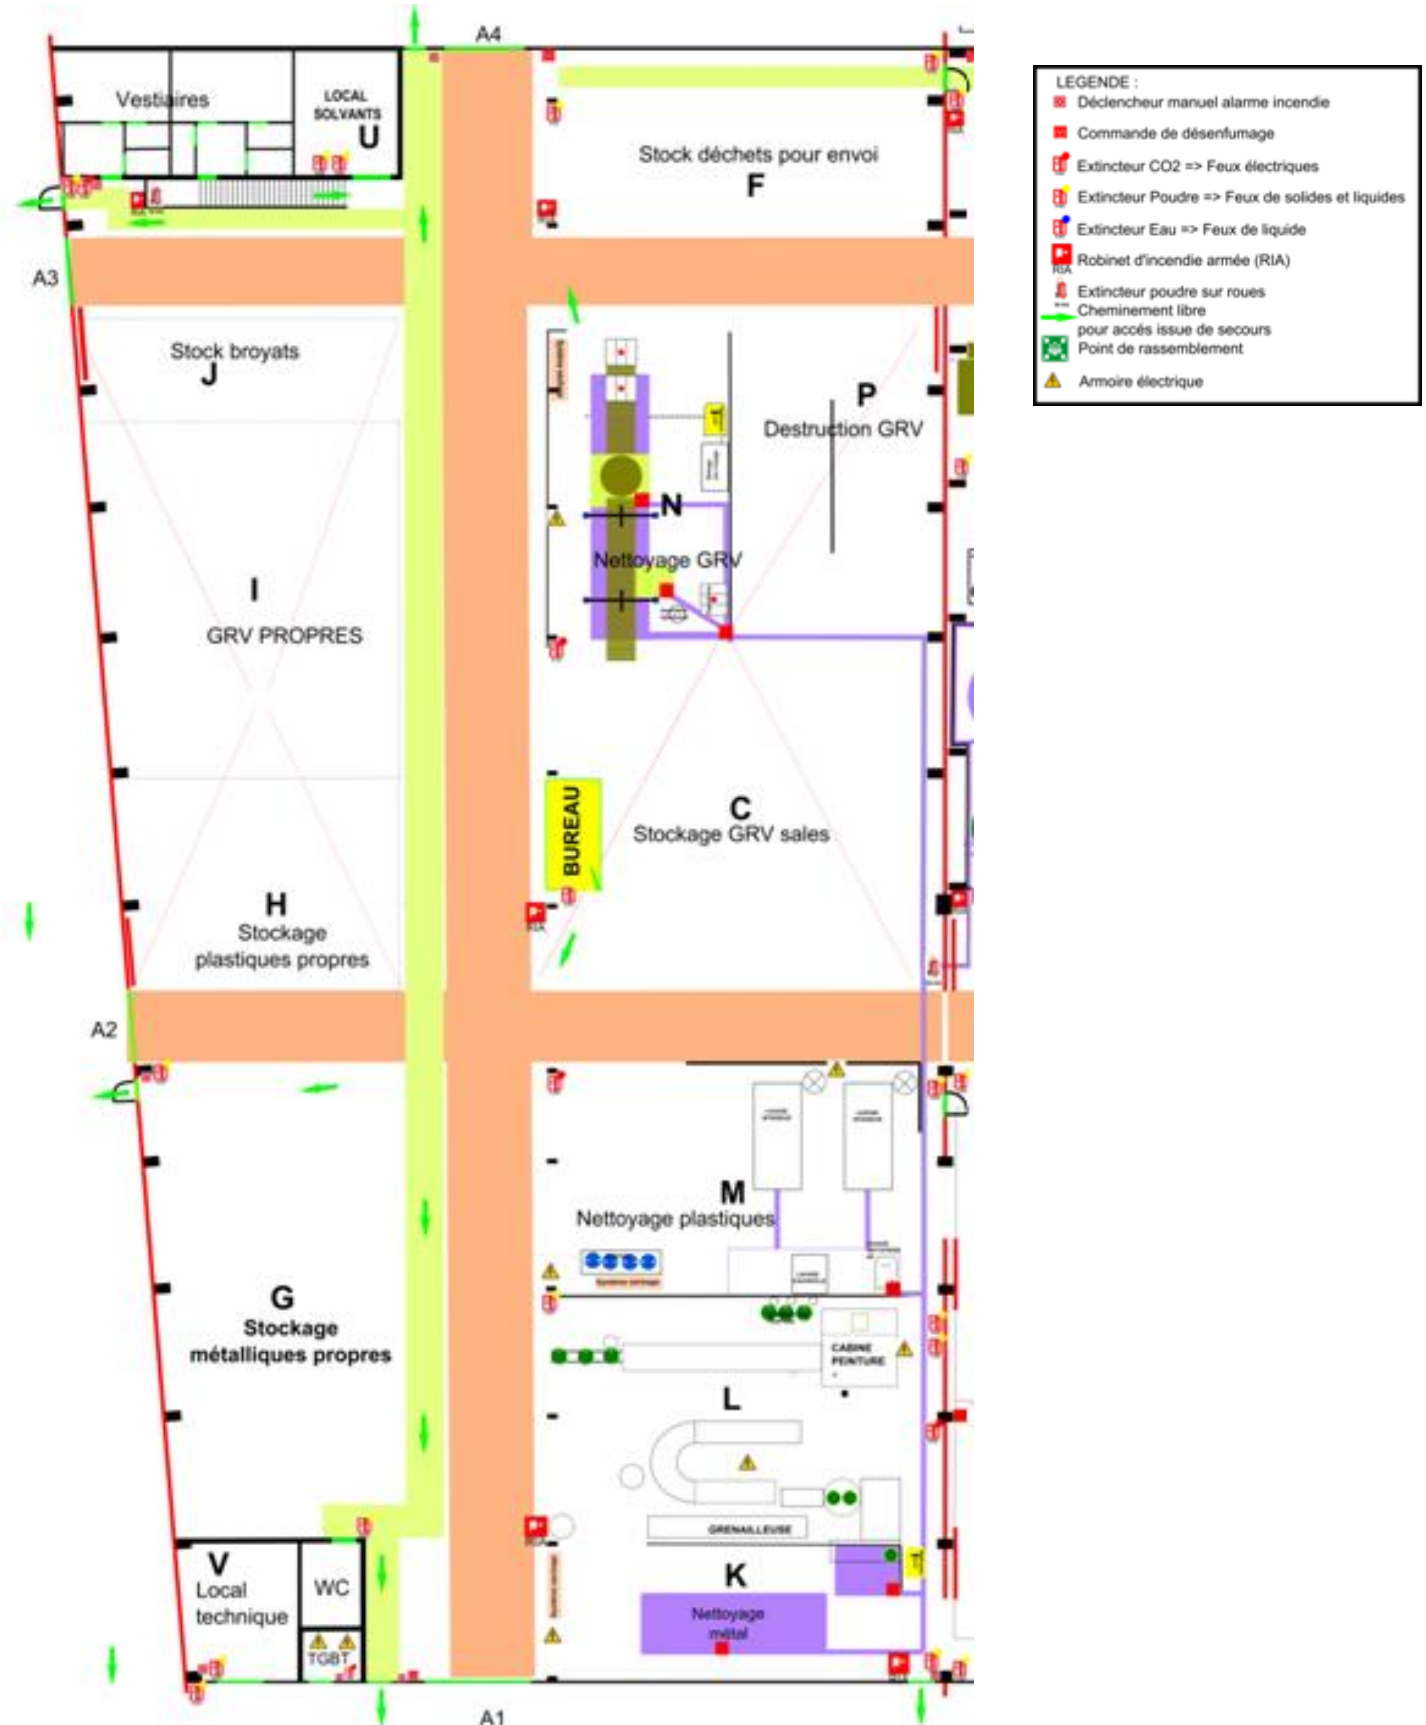 A4
Vestiaires
LOCAL
SOLVANTS
U
Stock déchets pour envoi
F
LEGENDE :
Déclencheur manuel alarme incendie
Commande de désenfumage
Extincteur CO2 => Feux électriques
Extincteur Poudre => Feux de solides et liquides
Extincteur Eau => Feux de liquide
Robinet d'incendie armée (RIA)
RIA
Extincteur poudre sur roues
Cheminement libre
pour accés issue de secours
Point de rassemblement
Armoire électrique
A3
Stock broyats
J
P
Destruction GRV
N
Nettoyage GRV
I
GRV PROPRES
BUREAU
C
Stockage GRV sales
H
Stockage
plastiques propres
RIA
A2
M
Nettoyage plastiques
G
Stockage
métalliques propres
CABINE
PEINTURE
L
GRENAILLEUSE
RIA
V
Local
technique
WC
TGBT
K
Nettoyage
métal
A1